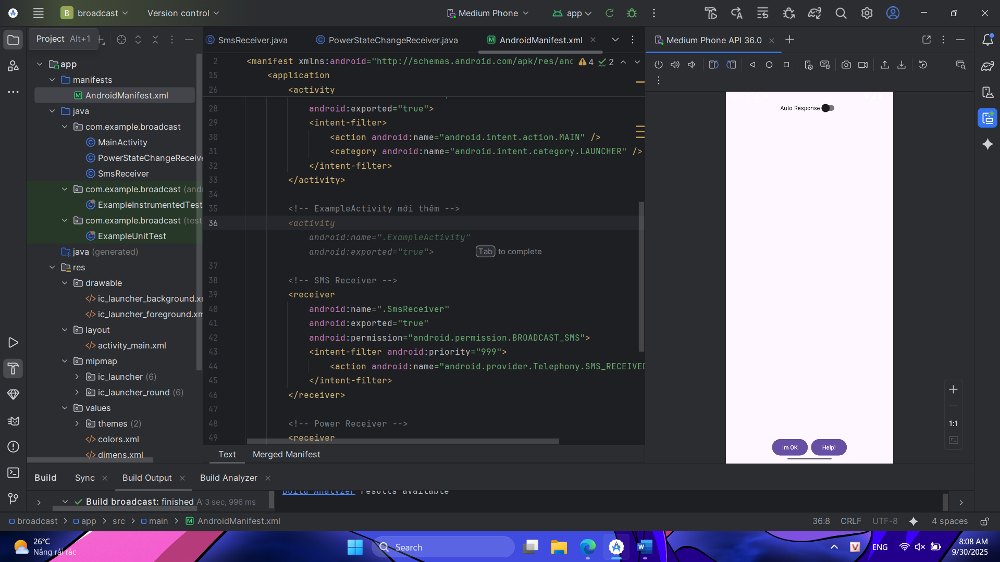 B broadcast Version control Medium Phone app
Project Alt+1
SmsReceiver.java PowerStateChangeReceiver.java AndroidManifest.xml
Medium Phone API 36.0
app
manifests
AndroidManifest.xml
java
com.example.broadcast
MainActivity
PowerStateChangeReceive
SmsReceiver
com.example.broadcast (and
ExampleInstrumentedTest
com.example.broadcast (test
ExampleUnitTest
java (generated)
res
drawable
ic_launcher_background.x
ic_launcher_foreground.xm
layout
activity_main.xml
mipmap
ic_launcher (6)
ic_launcher_round (6)
values
themes (2)
colors.xml
dimens.xml
2 <manifest xmlns:android="http://schemas.android.com/apk/res/and 4 2
15 <application
26 <activity
28 android:exported="true">
29 <intent-filter>
30 <action android:name="android.intent.action.MAIN" />
31 <category android:name="android.intent.category.LAUNCHER" />
32 </intent-filter>
33 </activity>
34
35 <!-- ExampleActivity mới thêm -->
36 <activity
android:name=".ExampleActivity"
android:exported="true"> Tab to complete
37
38 <!-- SMS Receiver -->
39 <receiver
40 android:name=".SmsReceiver"
41 android:exported="true"
42 android:permission="android.permission.BROADCAST_SMS">
43 <intent-filter android:priority="999">
44 <action android:name="android.provider.Telephony.SMS_RECEIVED
45 </intent-filter>
46 </receiver>
47
48 <!-- Power Receiver -->
49 <receiver
Text Merged Manifest
Auto Response
Im OK Help!
1:1
Build Sync Build Output Build Analyzer
Build broadcast: finished A 3 sec, 996 ms
Build Analyzer results available
broadcast > app > src > main > AndroidManifest.xml
36:8 CRLF UTF-8 4 spaces
26°C
Nắng rải rác
Search
ENG
8:08 AM
9/30/2025